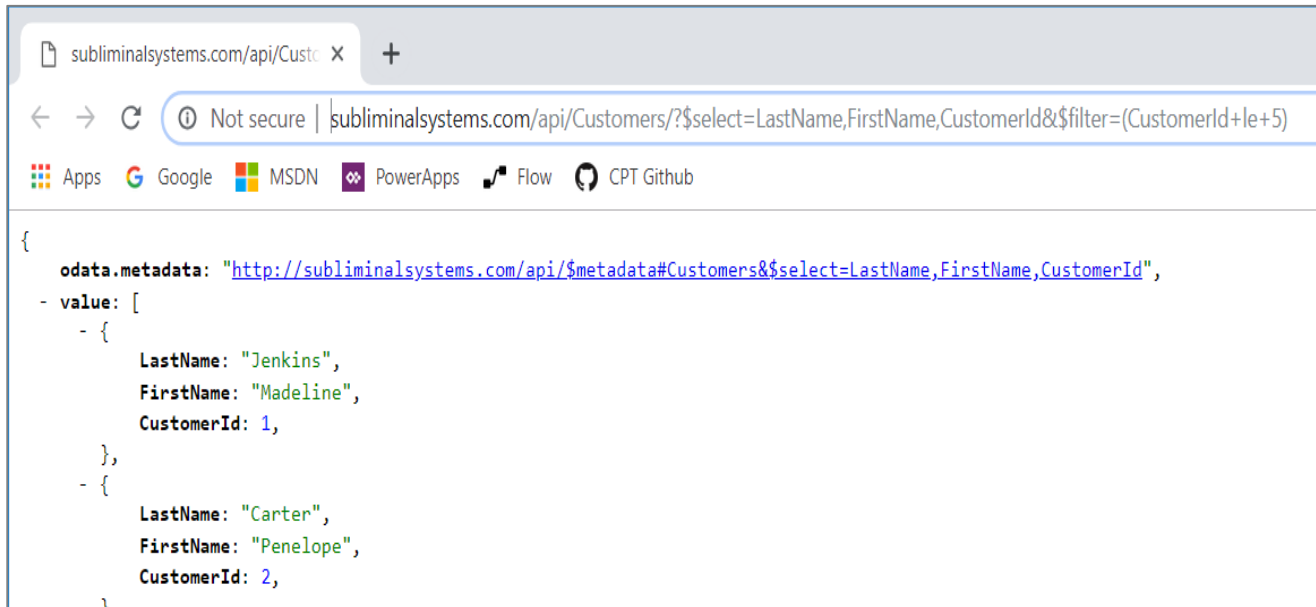 subliminalsystems.com/api/Custo
Not secure | subliminalsystems.com/api/Customers/?$select=LastName,FirstName,CustomerId&$filter=(CustomerId+le+5)
Apps Google MSDN PowerApps Flow CPT Github
{
odata.metadata: "http://subliminalsystems.com/api/$metadata#Customers&$select=LastName,FirstName,CustomerId",
- value: [
- {
LastName: "Jenkins",
FirstName: "Madeline",
CustomerId: 1,
},
- {
LastName: "Carter",
FirstName: "Penelope",
CustomerId: 2,
}